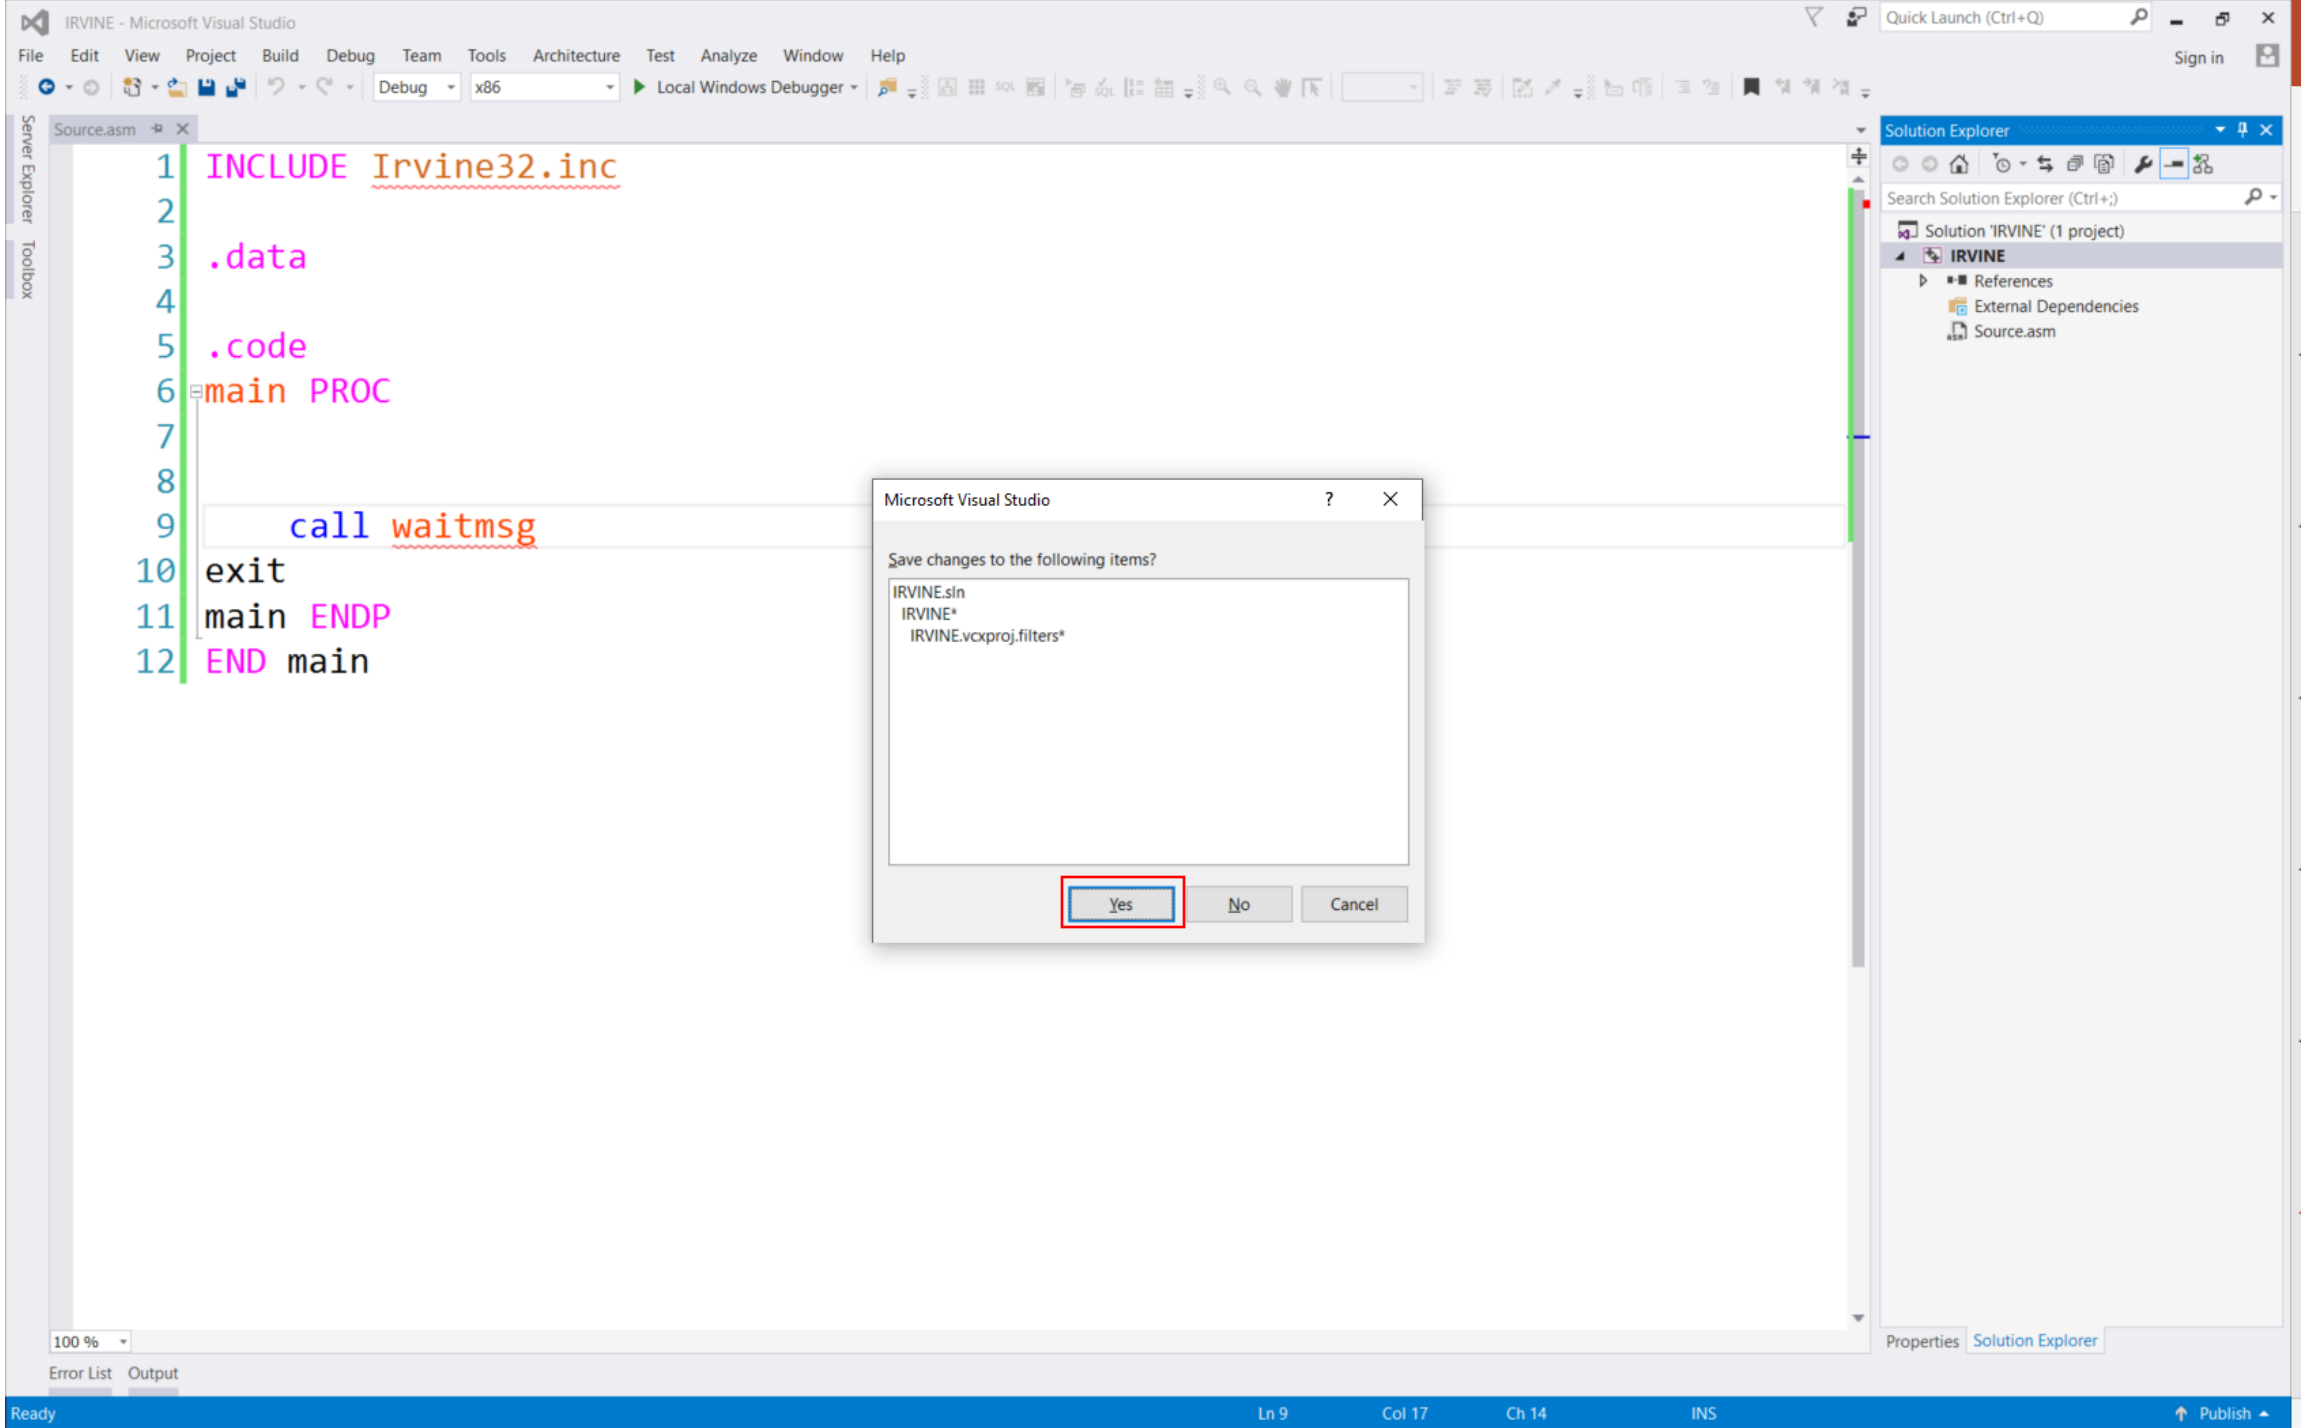 IRVINE - Microsoft Visual Studio
Quick Launch (Ctrl+Q)
File Edit View Project Build Debug Team Tools Architecture Test Analyze Window Help
Sign in
Debug x86 Local Windows Debugger
Server Explorer
Toolbox
Source.asm
1 INCLUDE Irvine32.inc
2
3 .data
4
5 .code
6 main PROC
7
8
9 call waitmsg
10 exit
11 main ENDP
12 END main
Microsoft Visual Studio ?
Save changes to the following items?
IRVINE.sln
IRVINE*
IRVINE.vcxproj.filters*
Yes No Cancel
Solution Explorer
Search Solution Explorer (Ctrl+;)
Solution 'IRVINE' (1 project)
IRVINE
References
External Dependencies
Source.asm
Properties Solution Explorer
100 %
Error List Output
Ready Ln 9 Col 17 Ch 14 INS Publish